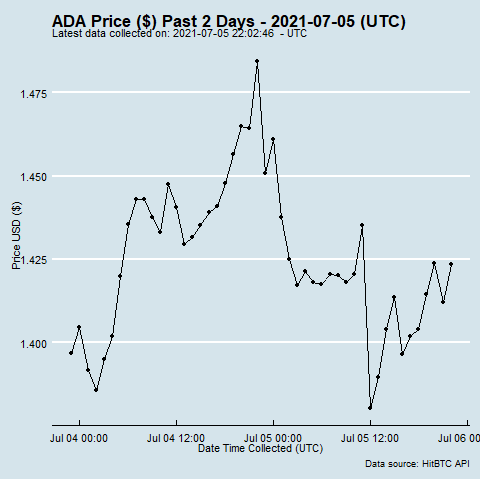 ADA Price ($) Past 2 Days - 2021-07-05 (UTC)
Latest data collected on: 2021-07-05 22:02:46 - UTC
1.475
1.450
1.425
1.400
Price USD ($)
Jul 04 00:00 Jul 04 12:00 Jul 05 00:00 Jul 05 12:00 Jul 06 00
Date Time Collected (UTC)
Data source: HitBTC API